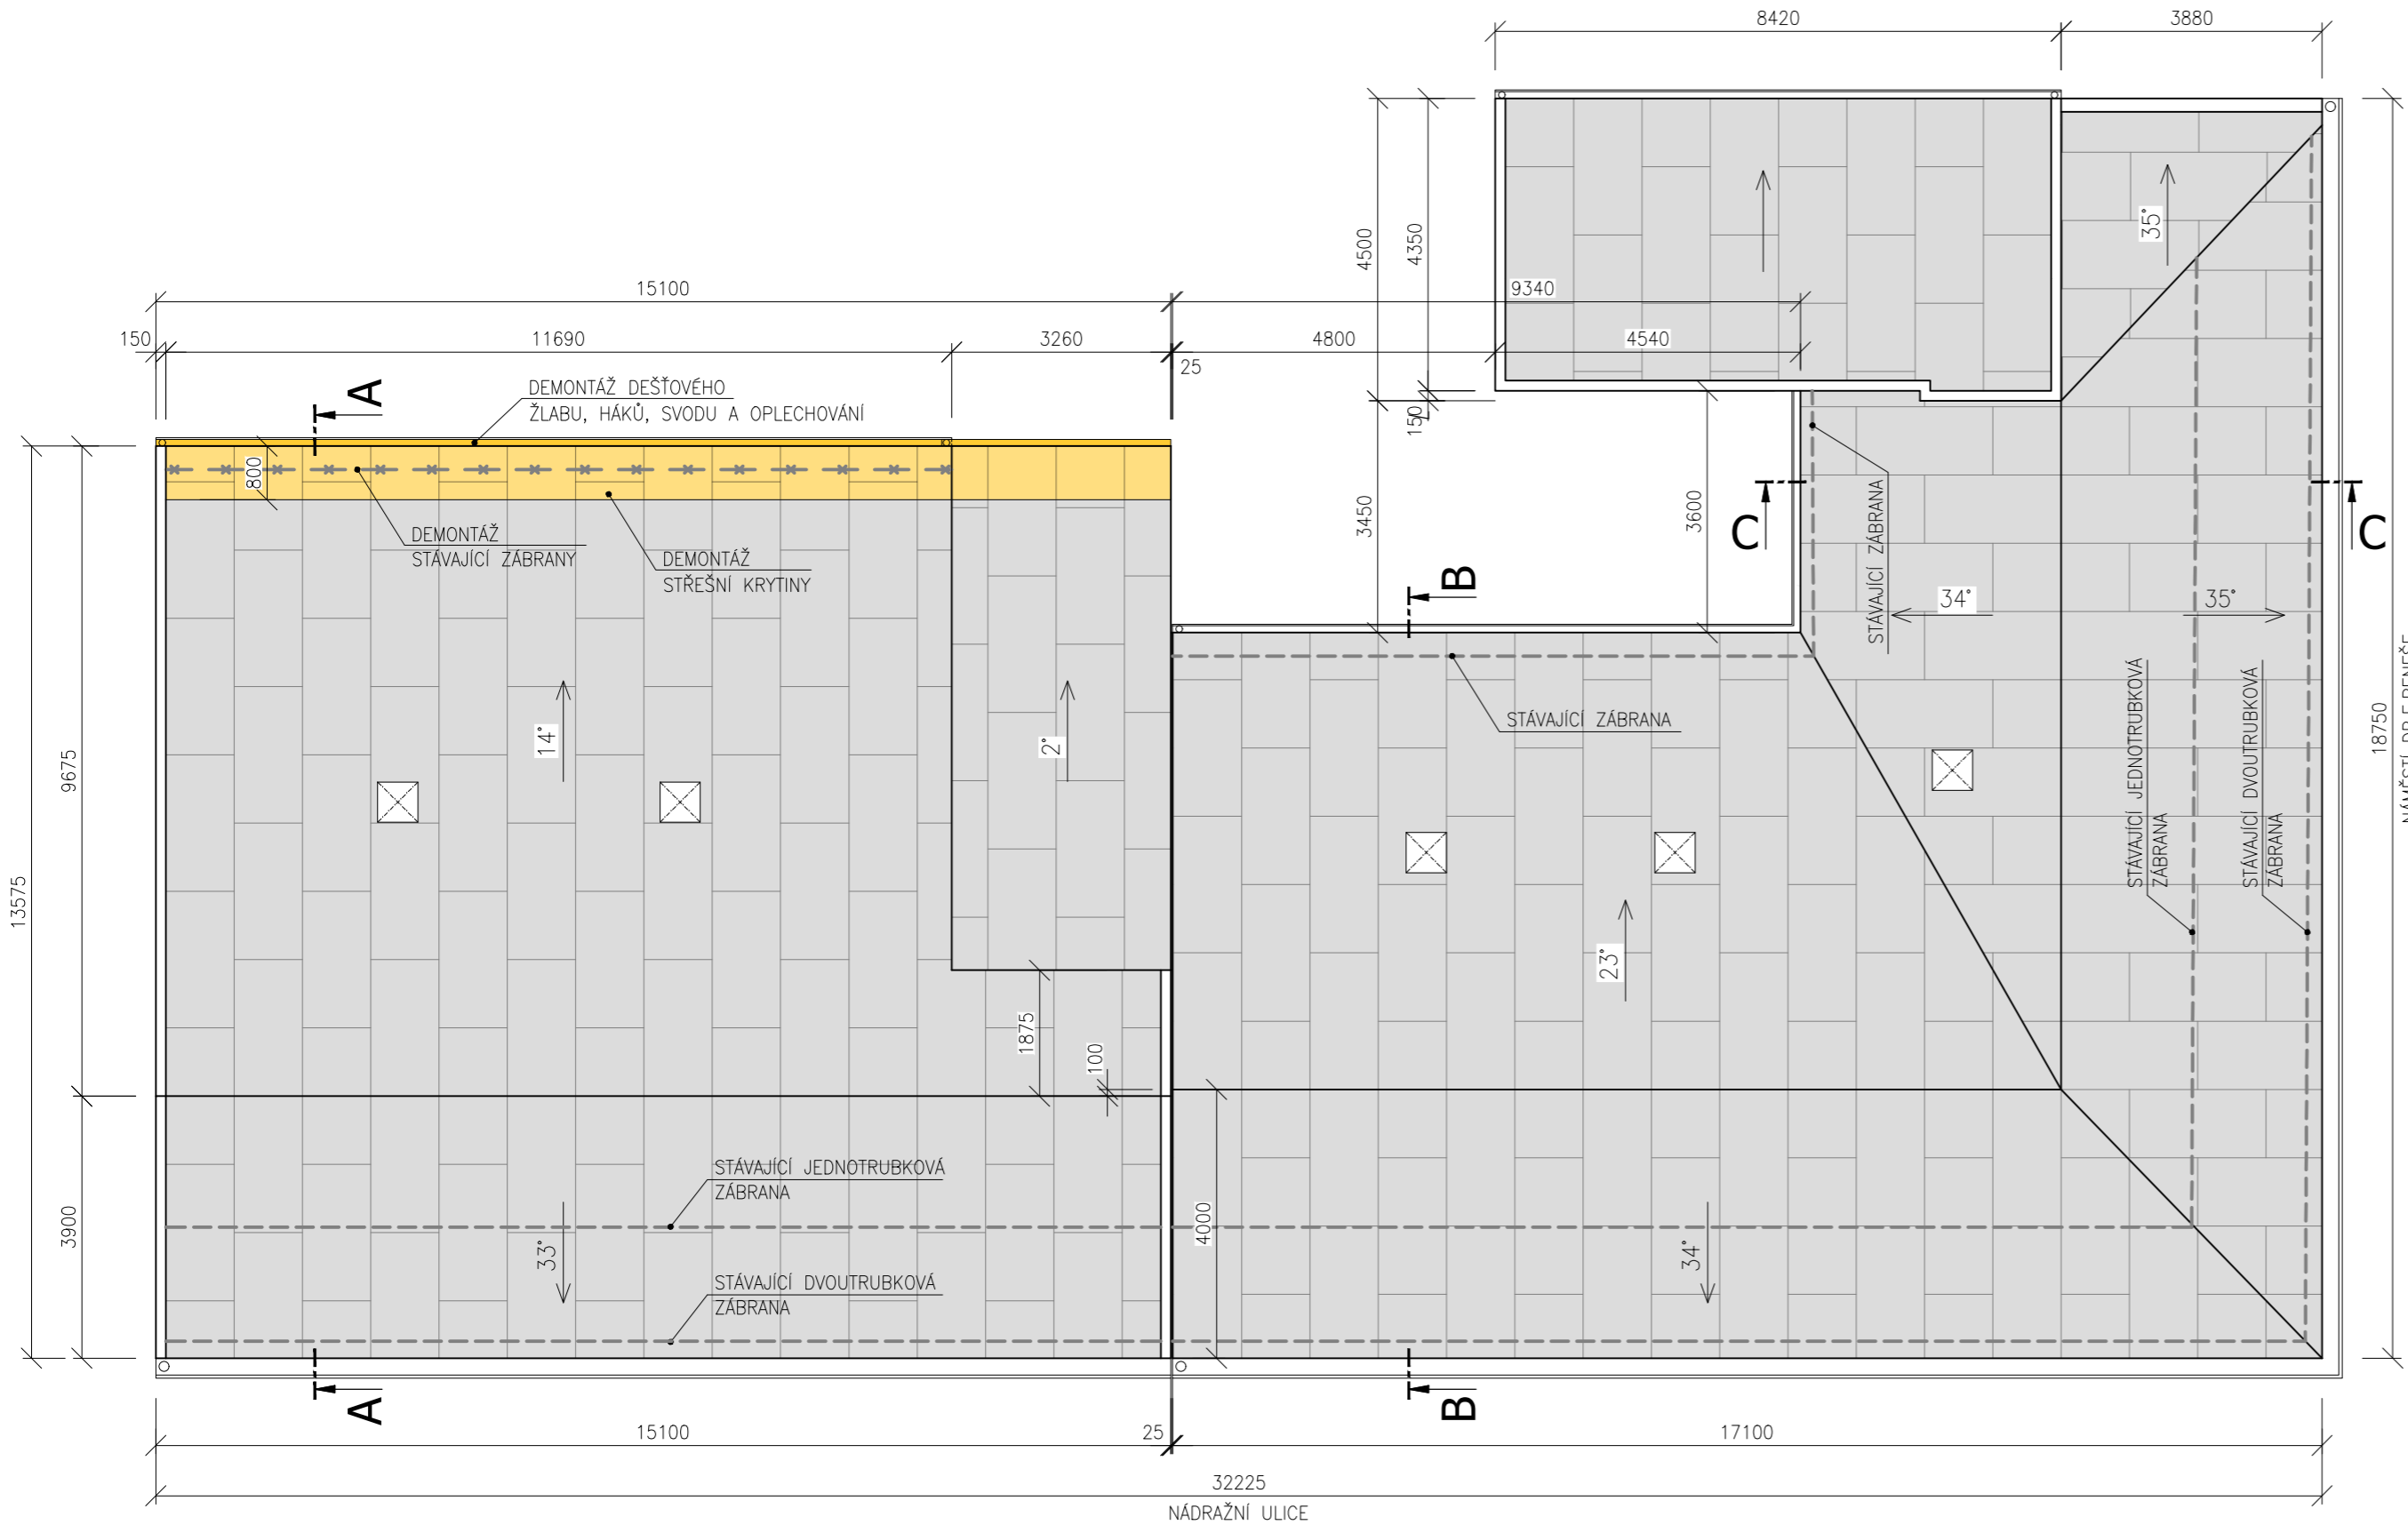 8420
3880
15100
9340
150
11690
3260
4800
4540
25
4500
4350
150
35°
A
DEMONTÁŽ DEŠŤOVÉHO
ŽLABU, HÁKŮ, SVODU A OPLECHOVÁNÍ
800
DEMONTÁŽ
STÁVAJÍCÍ ZÁBRANY
DEMONTÁŽ
STŘEŠNÍ KRYTINY
3450
3600
B
C
C
STÁVAJÍCÍ ZÁBRANA
34°
35°
STÁVAJÍCÍ ZÁBRANA
14°
2°
9675
13575
23°
STÁVAJÍCÍ JEDNOTRUBKOVÁ
ZÁBRANA
STÁVAJÍCÍ DVOUTRUBKOVÁ
ZÁBRANA
18750
1875
100
3900
STÁVAJÍCÍ JEDNOTRUBKOVÁ
ZÁBRANA
33°
4000
34°
STÁVAJÍCÍ DVOUTRUBKOVÁ
ZÁBRANA
A
B
15100
25
17100
32225
NÁDRAŽNÍ ULICE